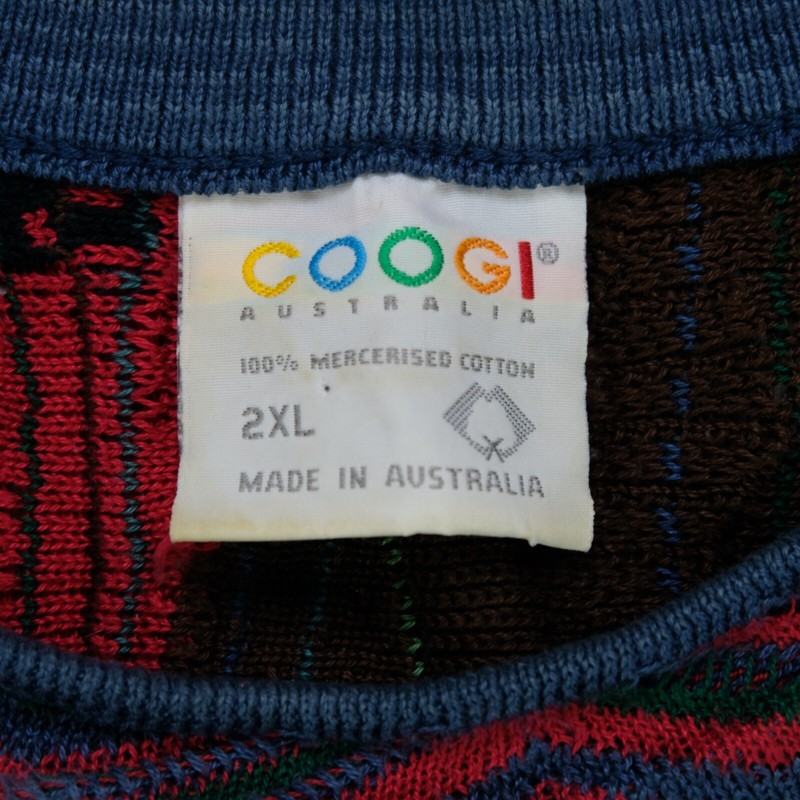 COOGI®
AUSTRALIA
100% MERCERISED COTTON
2XL
MADE IN AUSTRALIA